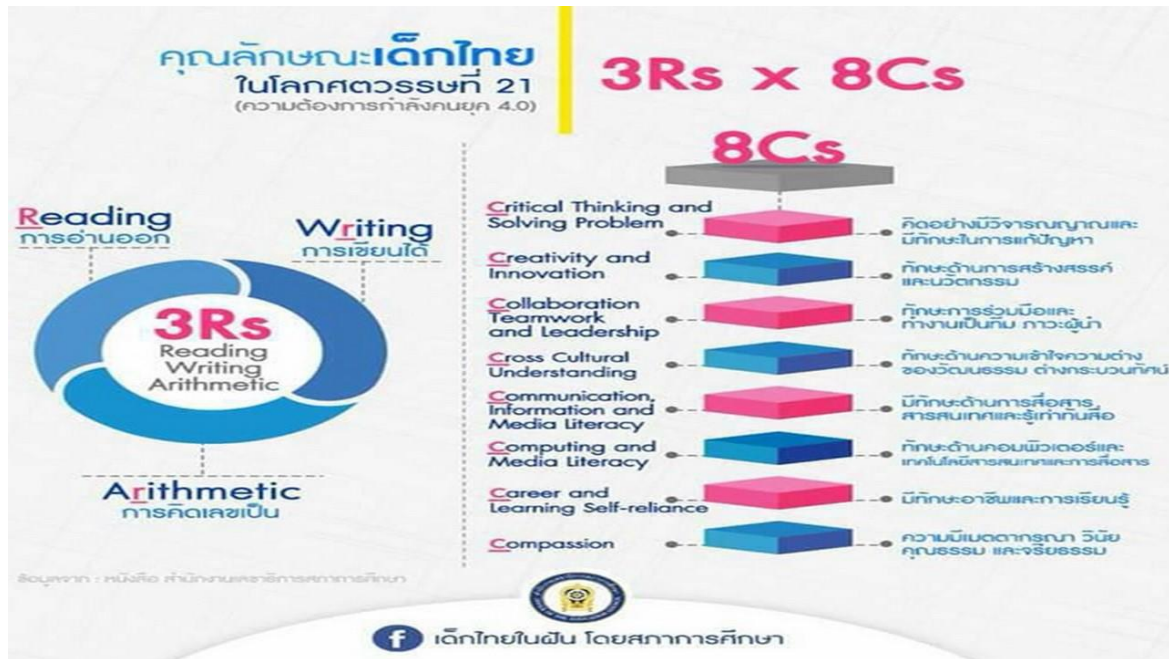 คุณลักษณะเด็กไทย
ในโลกศตวรรษที่ 21
(ความต้องการกำลังคนยุค 4.0)
3Rs x 8Cs
Reading
การอ่านออก
Writing
การเขียนได้
3Rs
Reading
Writing
Arithmetic
Arithmetic
การคิดเลขเป็น
8Cs
Critical Thinking and
Solving Problem
คิดอย่างมีวิจารณญาณและ
มีทักษะในการแก้ปัญหา
Creativity and
Innovation
ทักษะด้านการสร้างสรรค์
และนวัตกรรม
Collaboration
Teamwork
and Leadership
ทักษะการร่วมมือและ
ทำงานเป็นทีม ภาวะผู้นำ
Cross Cultural
Understanding
ทักษะด้านความเข้าใจความต่าง
ของวัฒนธรรม ต่างกระบวนทัศน์
Communication,
Information and
Media Literacy
มีทักษะด้านการสื่อสาร
สารสนเทศและรู้เท่าทันสื่อ
Computing and
Media Literacy
ทักษะด้านคอมพิวเตอร์และ
เทคโนโลยีสารสนเทศและการสื่อสาร
Career and
Learning Self-reliance
มีทักษะอาชีพและการเรียนรู้
Compassion
ความมีเมตตากรุณา วินัย
คุณธรรม และจริยธรรม
ข้อมูลจาก : หนังสือ สำนักงานเลขาธิการสภาการศึกษา
f เด็กไทยในฝัน โดยสภาการศึกษา